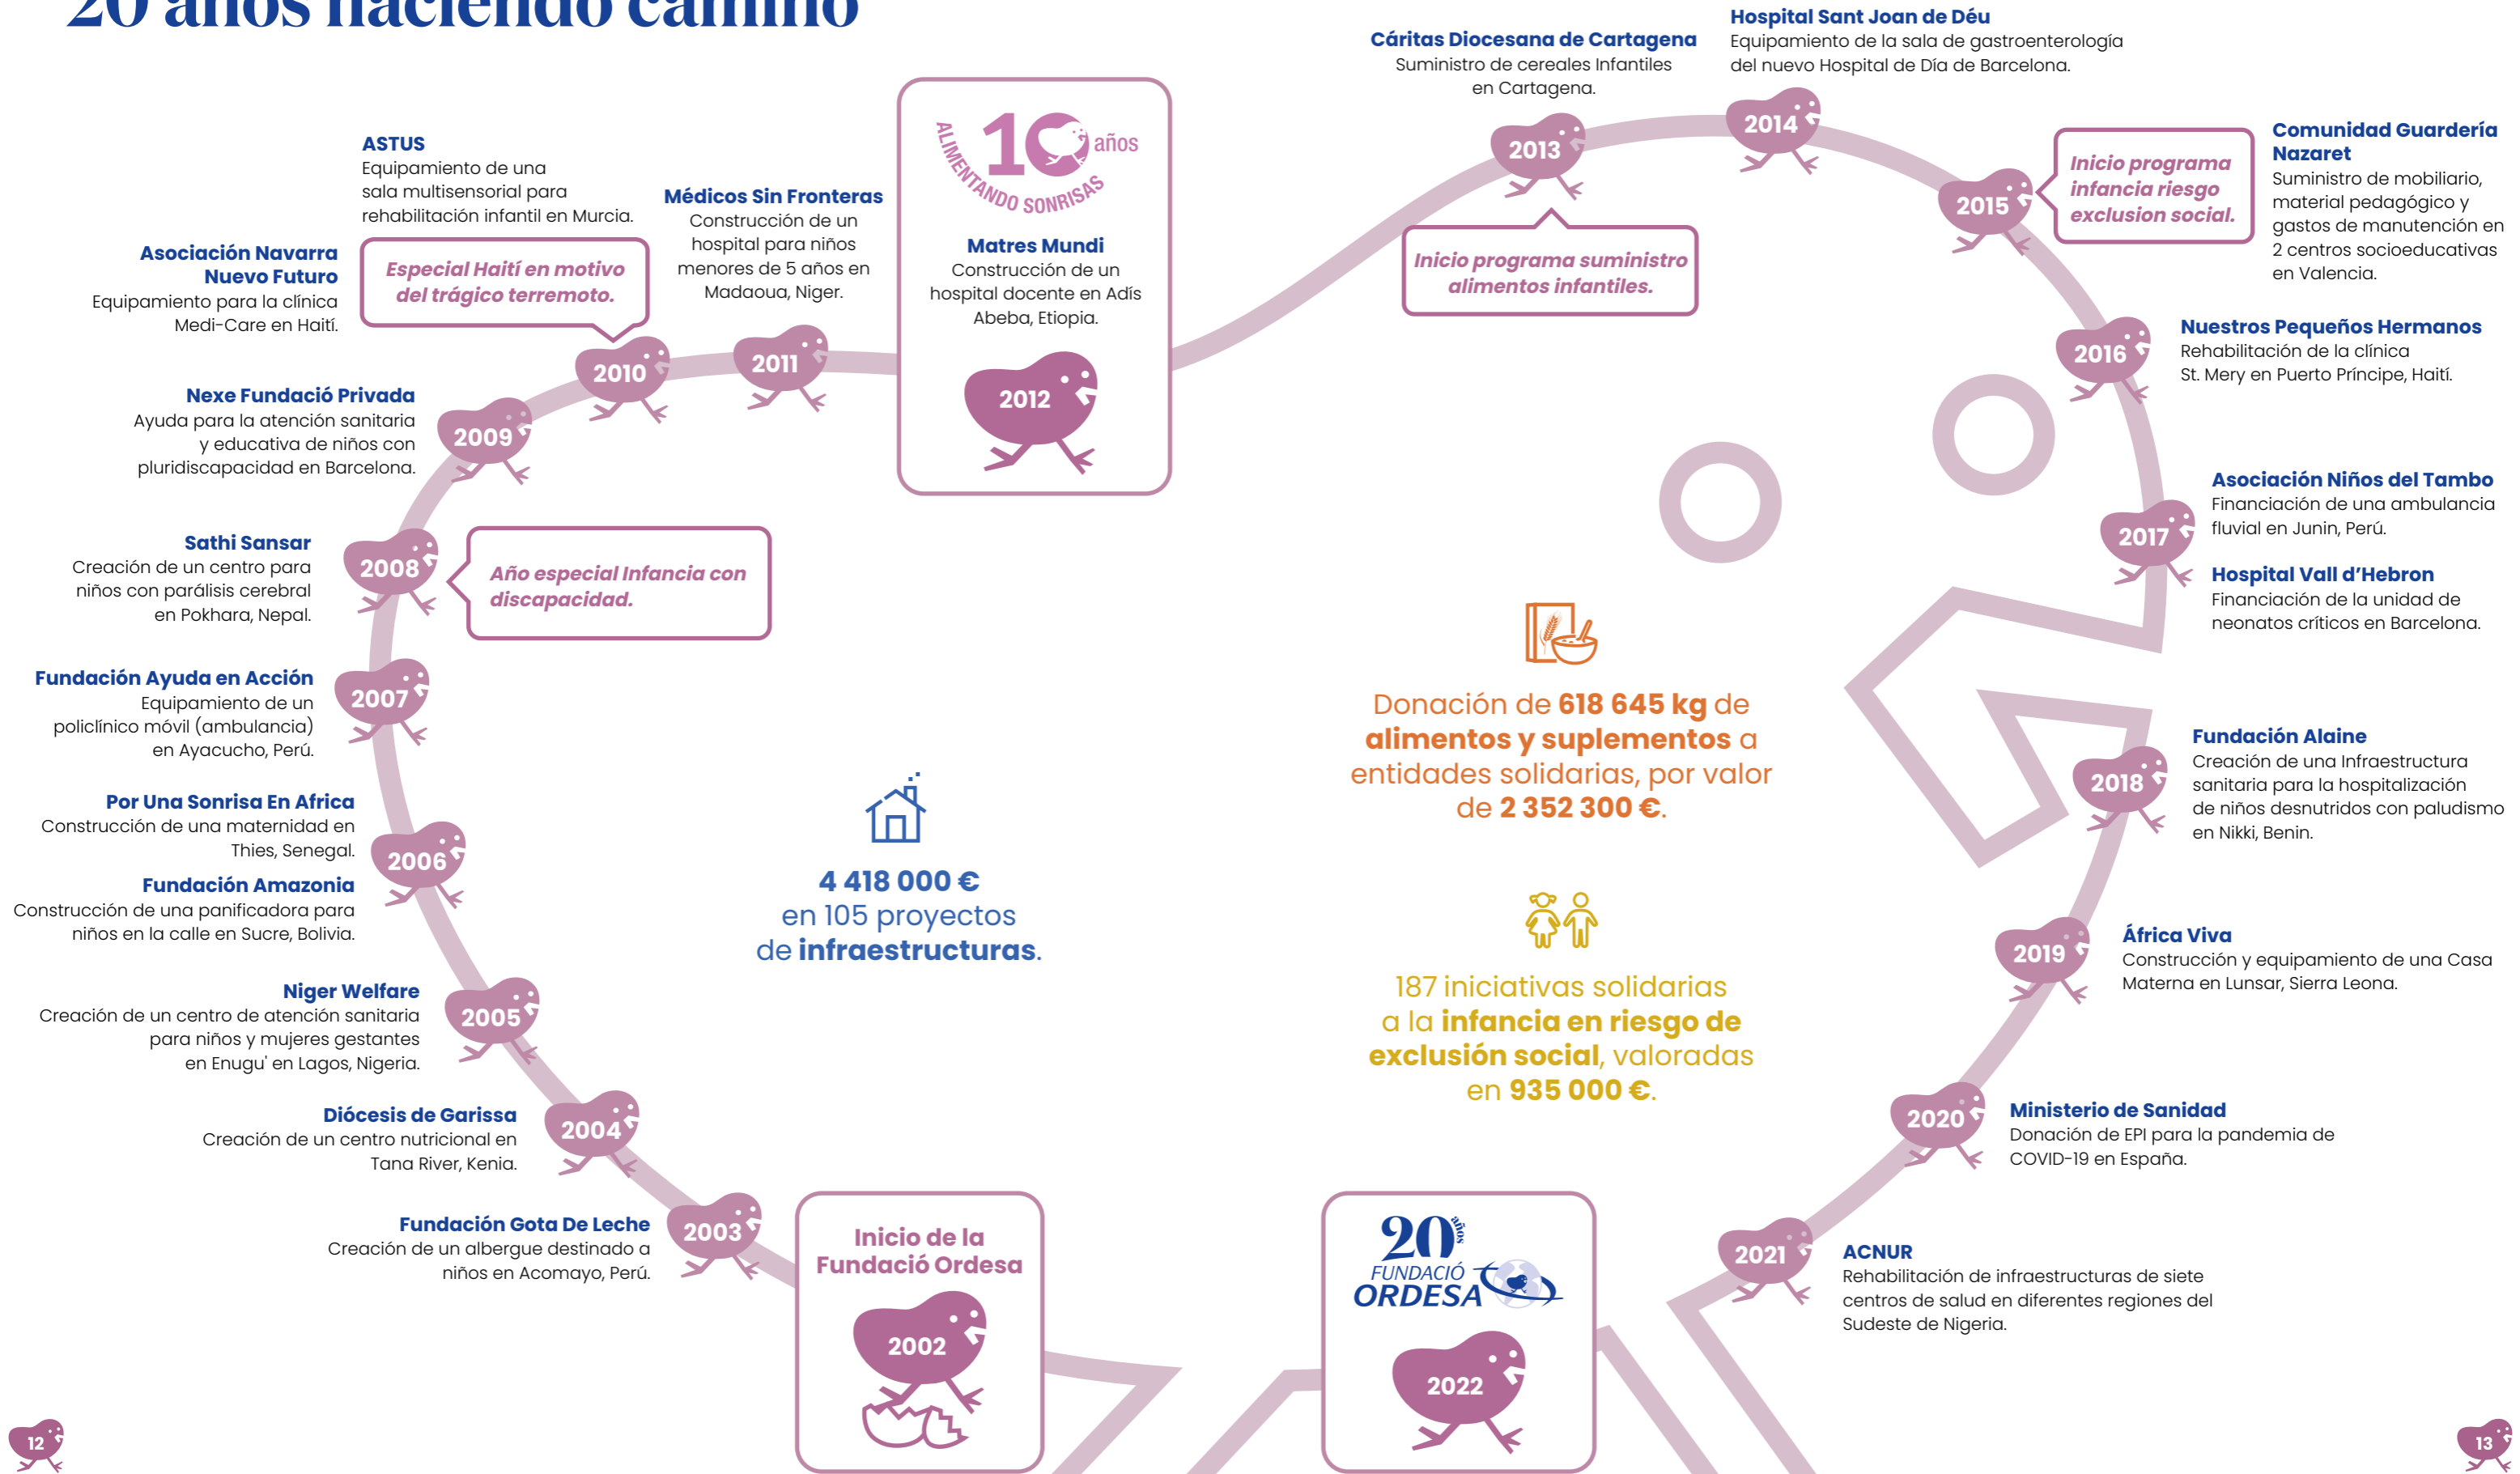 20 años haciendo camino
Inicio de la
Fundació Ordesa
2002
Fundación Gota De Leche
Creación de un albergue destinado a
niños en Acomayo, Perú.
2003
Diócesis de Garissa
Creación de un centro nutricional en
Tana River, Kenia.
2004
Niger Welfare
Creación de un centro de atención sanitaria
para niños y mujeres gestantes
en Enugu' en Lagos, Nigeria.
2005
Por Una Sonrisa En Africa
Construcción de una maternidad en
Thies, Senegal.
Fundación Amazonia
Construcción de una panificadora para
niños en la calle en Sucre, Bolivia.
2006
Fundación Ayuda en Acción
Equipamiento de un
policlínico móvil (ambulancia)
en Ayacucho, Perú.
2007
Sathi Sansar
Creación de un centro para
niños con parálisis cerebral
en Pokhara, Nepal.
2008
Año especial Infancia con
discapacidad.
Nexe Fundació Privada
Ayuda para la atención sanitaria
y educativa de niños con
pluridiscapacidad en Barcelona.
2009
Asociación Navarra
Nuevo Futuro
Equipamiento para la clínica
Medi-Care en Haití.
ASTUS
Equipamiento de una
sala multisensorial para
rehabilitación infantil en Murcia.
Especial Haití en motivo
del trágico terremoto.
2010
Médicos Sin Fronteras
Construcción de un
hospital para niños
menores de 5 años en
Madaoua, Niger.
2011
10 años
ALIMENTANDO SONRISAS
Matres Mundi
Construcción de un
hospital docente en Adís
Abeba, Etiopia.
2012
Cáritas Diocesana de Cartagena
Suministro de cereales Infantiles
en Cartagena.
2013
Inicio programa suministro
alimentos infantiles.
Hospital Sant Joan de Déu
Equipamiento de la sala de gastroenterología
del nuevo Hospital de Día de Barcelona.
2014
2015
Inicio programa
infancia riesgo
exclusion social.
Comunidad Guardería
Nazaret
Suministro de mobiliario,
material pedagógico y
gastos de manutención en
2 centros socioeducativas
en Valencia.
2016
Nuestros Pequeños Hermanos
Rehabilitación de la clínica
St. Mery en Puerto Príncipe, Haití.
2017
Asociación Niños del Tambo
Financiación de una ambulancia
fluvial en Junin, Perú.
Hospital Vall d’Hebron
Financiación de la unidad de
neonatos críticos en Barcelona.
2018
Fundación Alaine
Creación de una Infraestructura
sanitaria para la hospitalización
de niños desnutridos con paludismo
en Nikki, Benin.
2019
África Viva
Construcción y equipamiento de una Casa
Materna en Lunsar, Sierra Leona.
2020
Ministerio de Sanidad
Donación de EPI para la pandemia de
COVID-19 en España.
2021
ACNUR
Rehabilitación de infraestructuras de siete
centros de salud en diferentes regiones del
Sudeste de Nigeria.
20 años
FUNDACIÓ
ORDESA
2022
4 418 000 €
en 105 proyectos
de infraestructuras.
Donación de 618 645 kg de
alimentos y suplementos a
entidades solidarias, por valor
de 2 352 300 €.
187 iniciativas solidarias
a la infancia en riesgo de
exclusión social, valoradas
en 935 000 €.
12
13